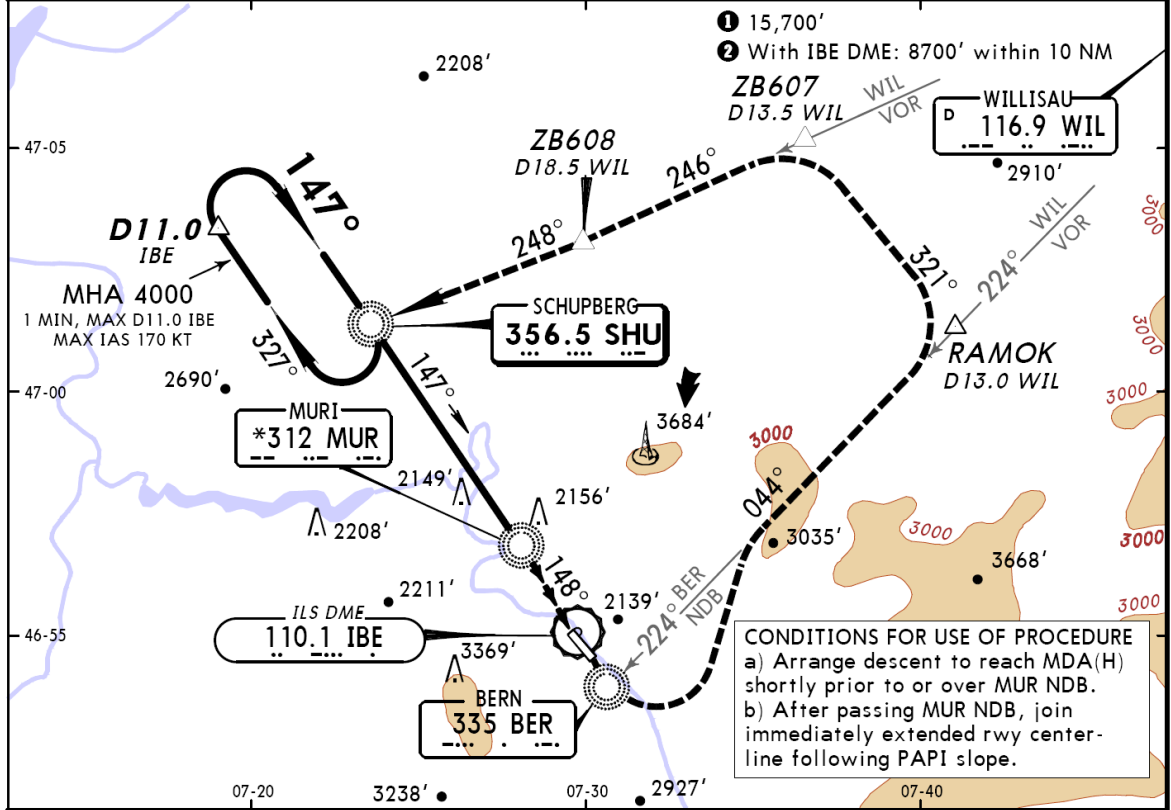 ❶ 15,700'
❷ With IBE DME: 8700' within 10 NM
2208'
ZB607
D13.5 WIL
WIL
VOR
WILLISAU
D 116.9 WIL
2910'
47-05
147°
ZB608
D18.5 WIL
246°
248°
D11.0
IBE
MHA 4000
1 MIN, MAX D11.0 IBE
MAX IAS 170 KT
327°
SCHUPBERG
356.5 SHU
321°
224°
WIL
VOR
RAMOK
D13.0 WIL
3000
3000
3000
3000
47-00
2690'
147°
MURI
*312 MUR
3684'
3000
2149'
2156'
2208'
044°
3035'
3000
3000
3668'
2211'
148°
2139'
224°
BER
NDB
3000
ILS DME
110.1 IBE
46-55
3369'
BERN
335 BER
CONDITIONS FOR USE OF PROCEDURE
a) Arrange descent to reach MDA(H)
shortly prior to or over MUR NDB.
b) After passing MUR NDB, join
immediately extended rwy center-
line following PAPI slope.
07-20
3238'
07-30
2927'
07-40